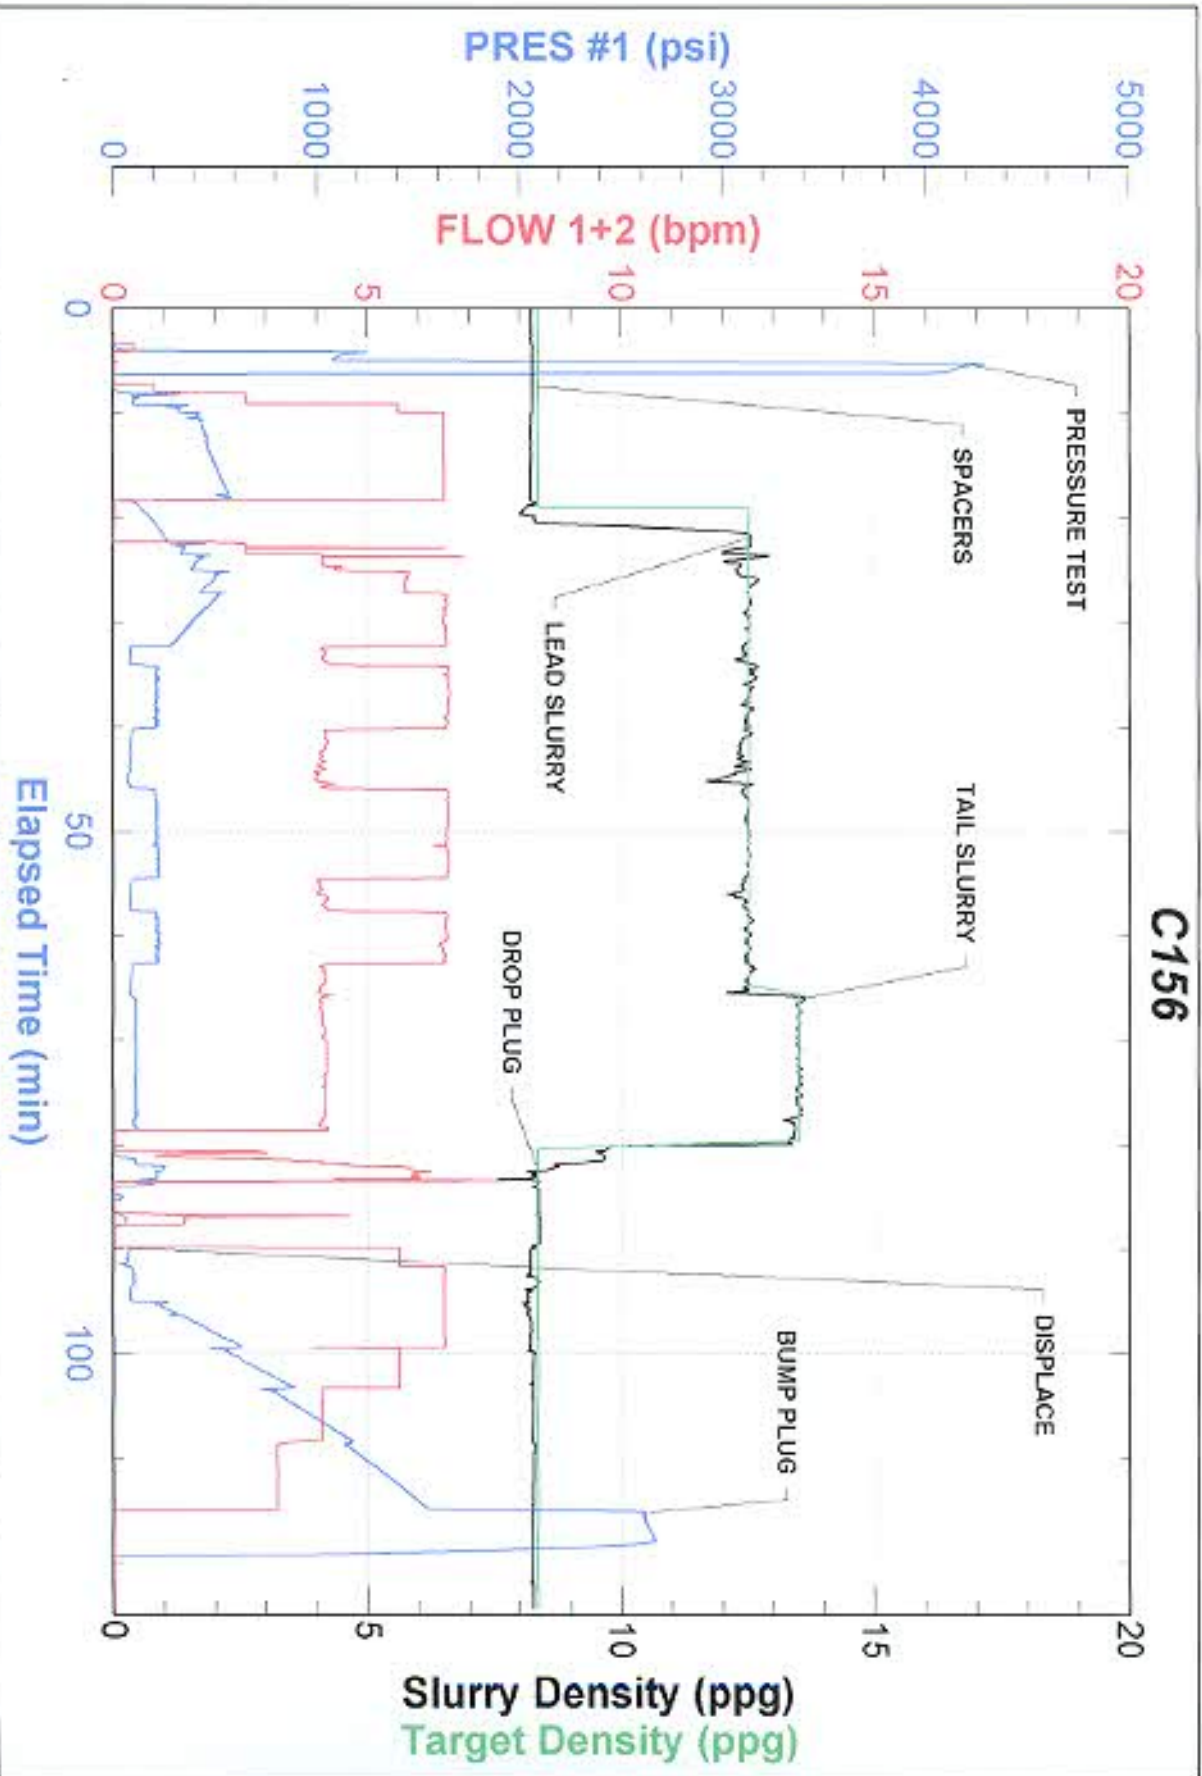 C156
PRES #1 (psi)
5000
4000
3000
2000
1000
0
FLOW 1+2 (bpm)
20
15
10
5
0
PRESSURE TEST
SPACERS
LEAD SLURRY
TAIL SLURRY
DROP PLUG
DISPLACE
BUMP PLUG
20
15
10
5
0
Slurry Density (ppg)
Target Density (ppg)
0
50
100
Elapsed Time (min)